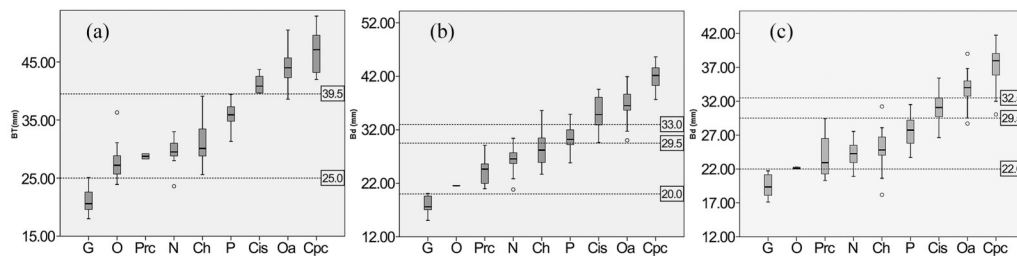 (a)
BT (mm)
45.00
35.00
25.00
15.00
39.5
25.0
G O Prc N Ch P Cis Oa Cpc
(b)
Bd (mm)
52.00
42.00
32.00
22.00
12.00
33.0
29.5
20.0
G O Prc N Ch P Cis Oa Cpc
(c)
Bd (mm)
42.00
37.00
32.00
27.00
22.00
17.00
12.00
32.
29.
22.0
G O Prc N Ch P Cis Oa Cpc